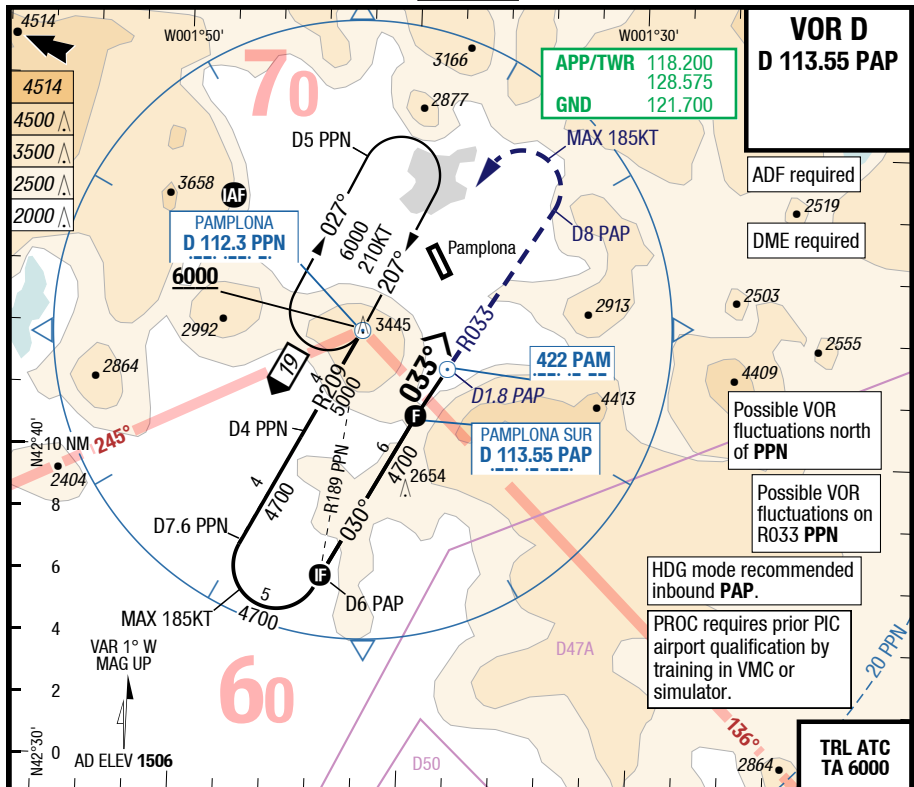 4514
W001°50'
W001°30'
VOR D
D 113.55 PAP
3166
APP/TWR 118.200
128.575
GND 121.700
70
4514
4500
3500
2500
2000
2877
D5 PPN
MAX 185KT
ADF required
3658
IAF
027°
6000
210KT
207°
2519
PAMPLONA
D 112.3 PPN
D8 PAP
DME required
Pamplona
6000
2992
3445
R033
2913
2503
2555
2864
19
4
R209
5000
033°
422 PAM
D1.8 PAP
4409
4413
F
Possible VOR
fluctuations north
of PPN
N42°40'
10 NM
245°
D4 PPN
PAMPLONA SUR
D 113.55 PAP
2404
6
4700
2654
R189 PPN
4
4700
8
Possible VOR
fluctuations on
R033 PPN
D7.6 PPN
030°
6
IF
D6 PAP
HDG mode recommended
inbound PAP.
5
4700
MAX 185KT
4
PROC requires prior PIC
airport qualification by
training in VMC or
simulator.
VAR 1° W
MAG UP
D47A
20 PPN
2
60
136°
N42°30'
0
AD ELEV 1506
D50
2864
TRL ATC
TA 6000